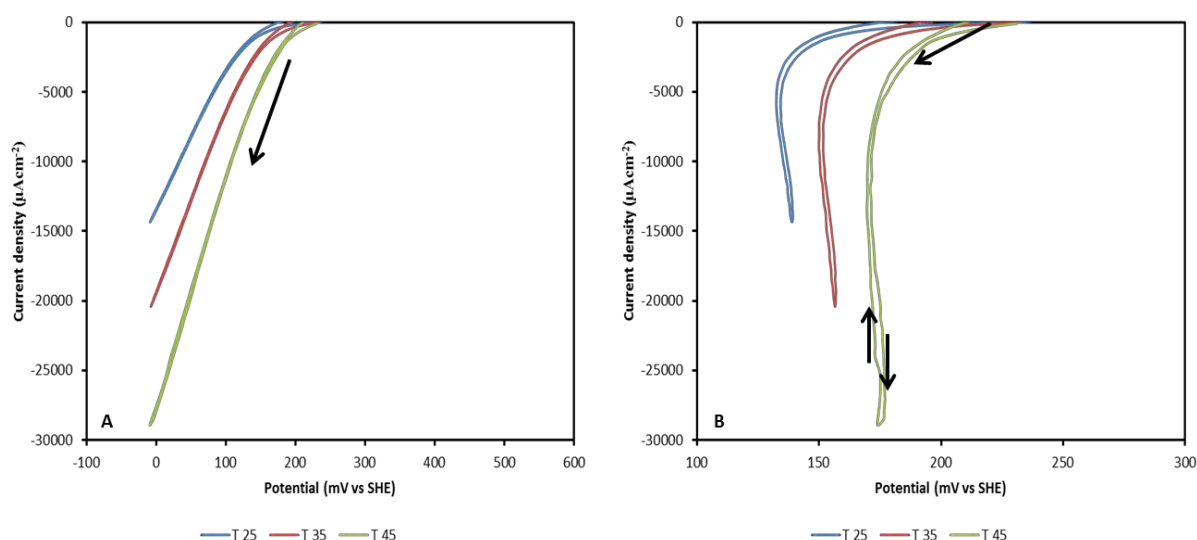 0
-5000
-10000
-15000
-20000
-25000
-30000
Current density (µAcm⁻²)
A
-100 0 100 200 300 400 500 600
Potential (mV vs SHE)
T 25 T 35 T 45
0
-5000
-10000
-15000
-20000
-25000
-30000
Current density (µAcm⁻²)
B
100 150 200 250 300
Potential (mV vs SHE)
T 25 T 35 T 45